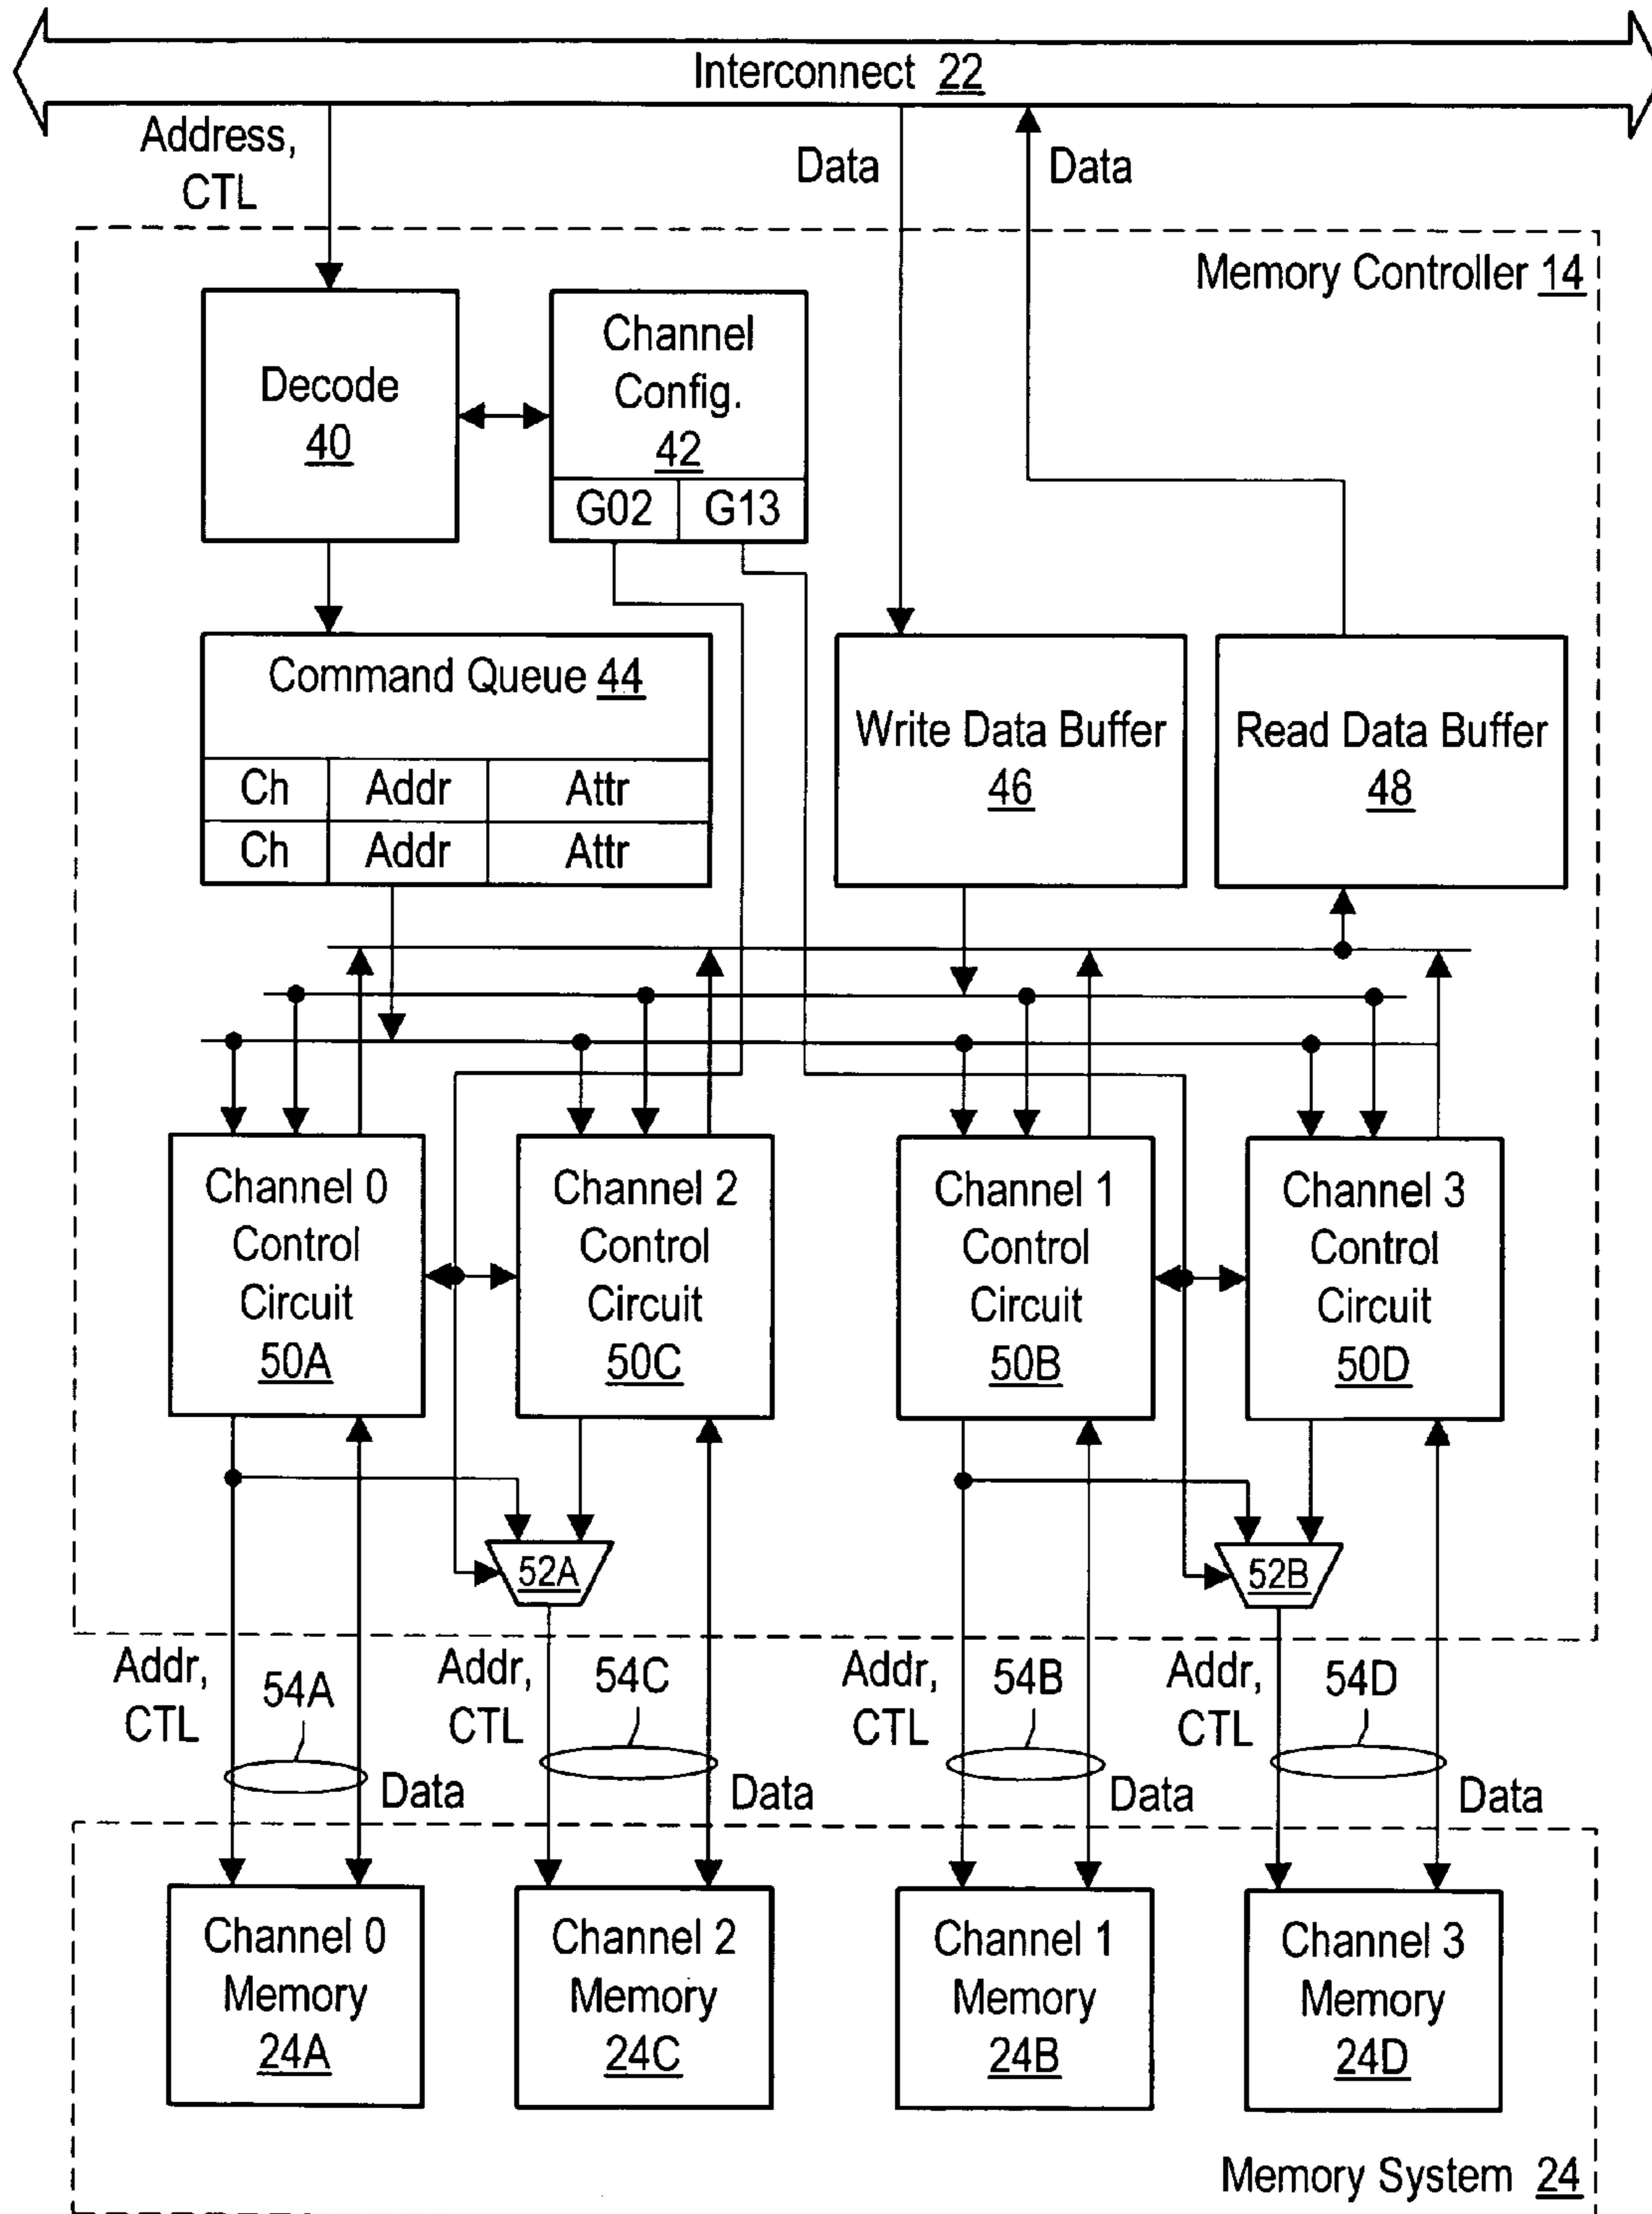 Interconnect 22
Address,
CTL
Data
Data
Memory Controller 14
Decode
40
Channel
Config.
42
G02 G13
Command Queue 44
Ch Addr Attr
Ch Addr Attr
Write Data Buffer
46
Read Data Buffer
48
Channel 0
Control
Circuit
50A
Channel 2
Control
Circuit
50C
Channel 1
Control
Circuit
50B
Channel 3
Control
Circuit
50D
52A
52B
Addr,
CTL
54A
Data
Addr,
CTL
54C
Data
Addr,
CTL
54B
Data
Addr,
CTL
54D
Data
Channel 0
Memory
24A
Channel 2
Memory
24C
Channel 1
Memory
24B
Channel 3
Memory
24D
Memory System 24